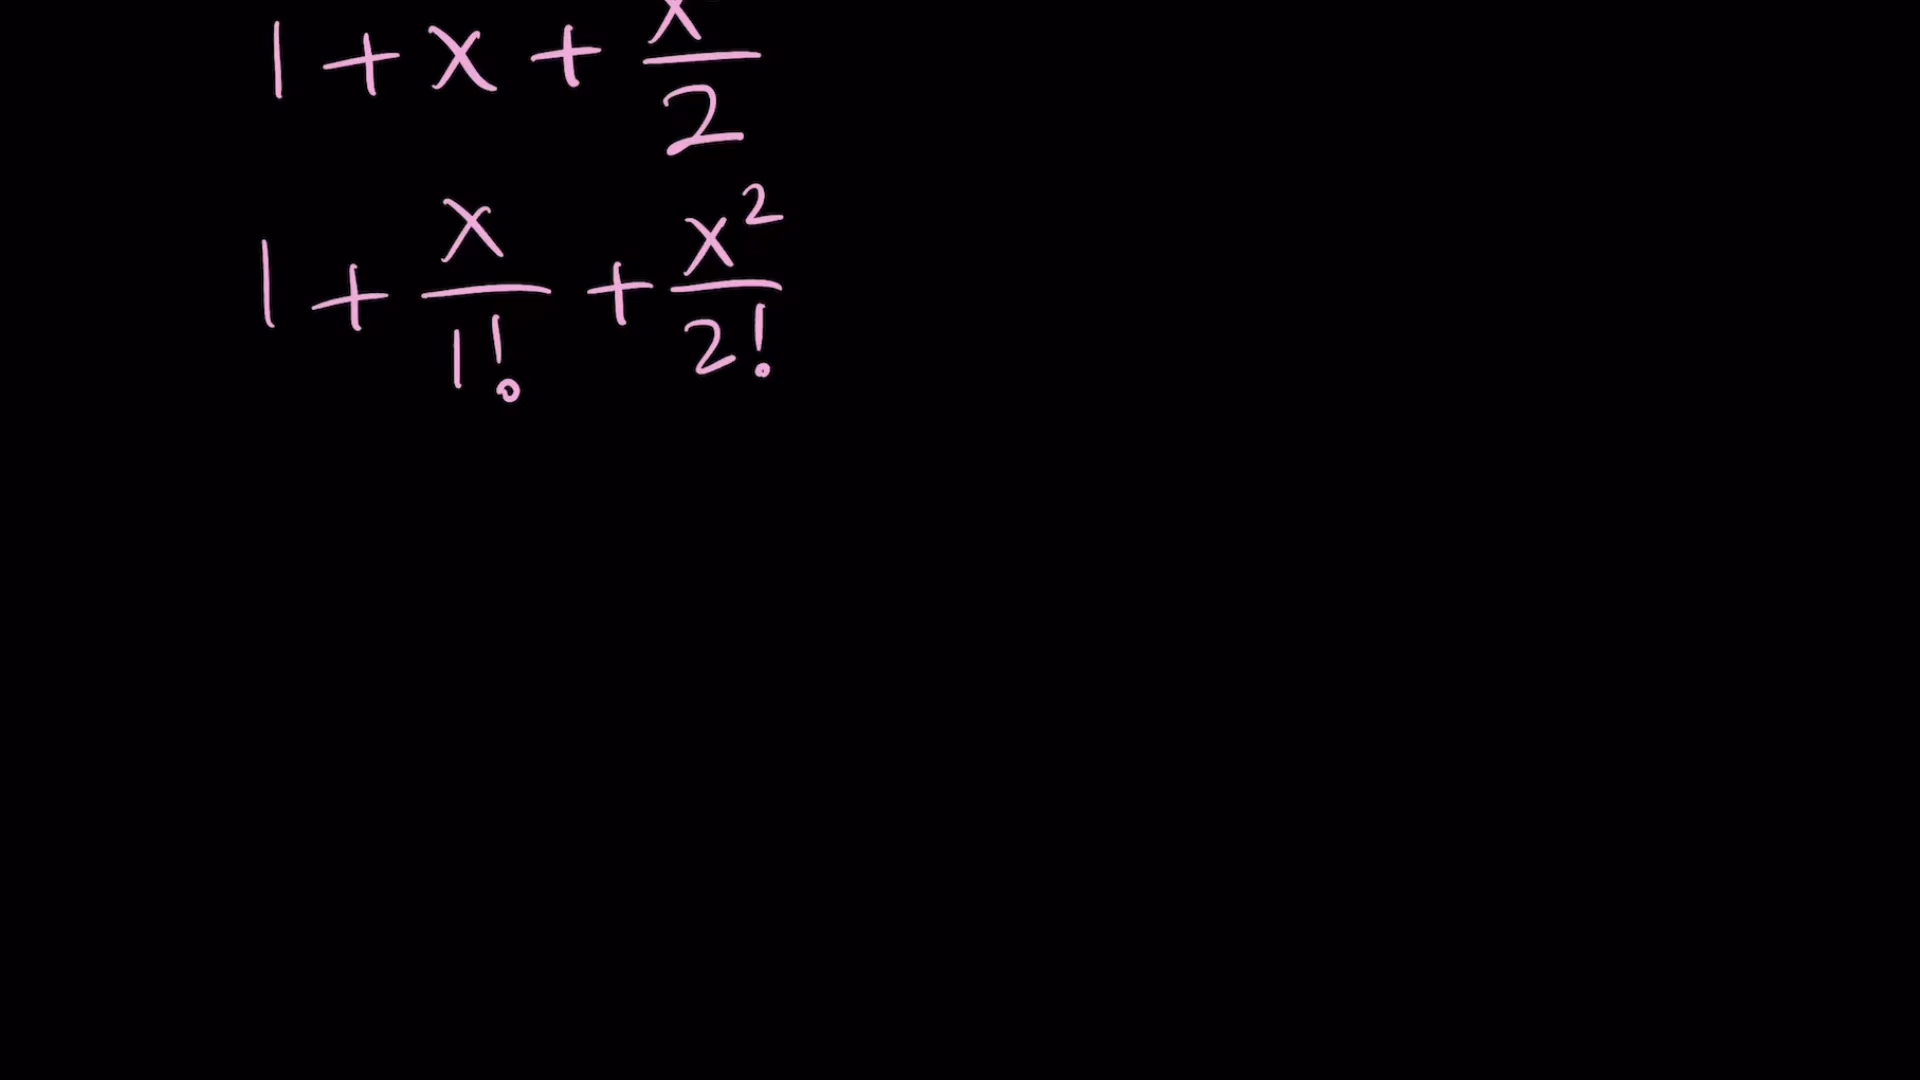 1 + x + x/2
1 + x/1! + x²/2!